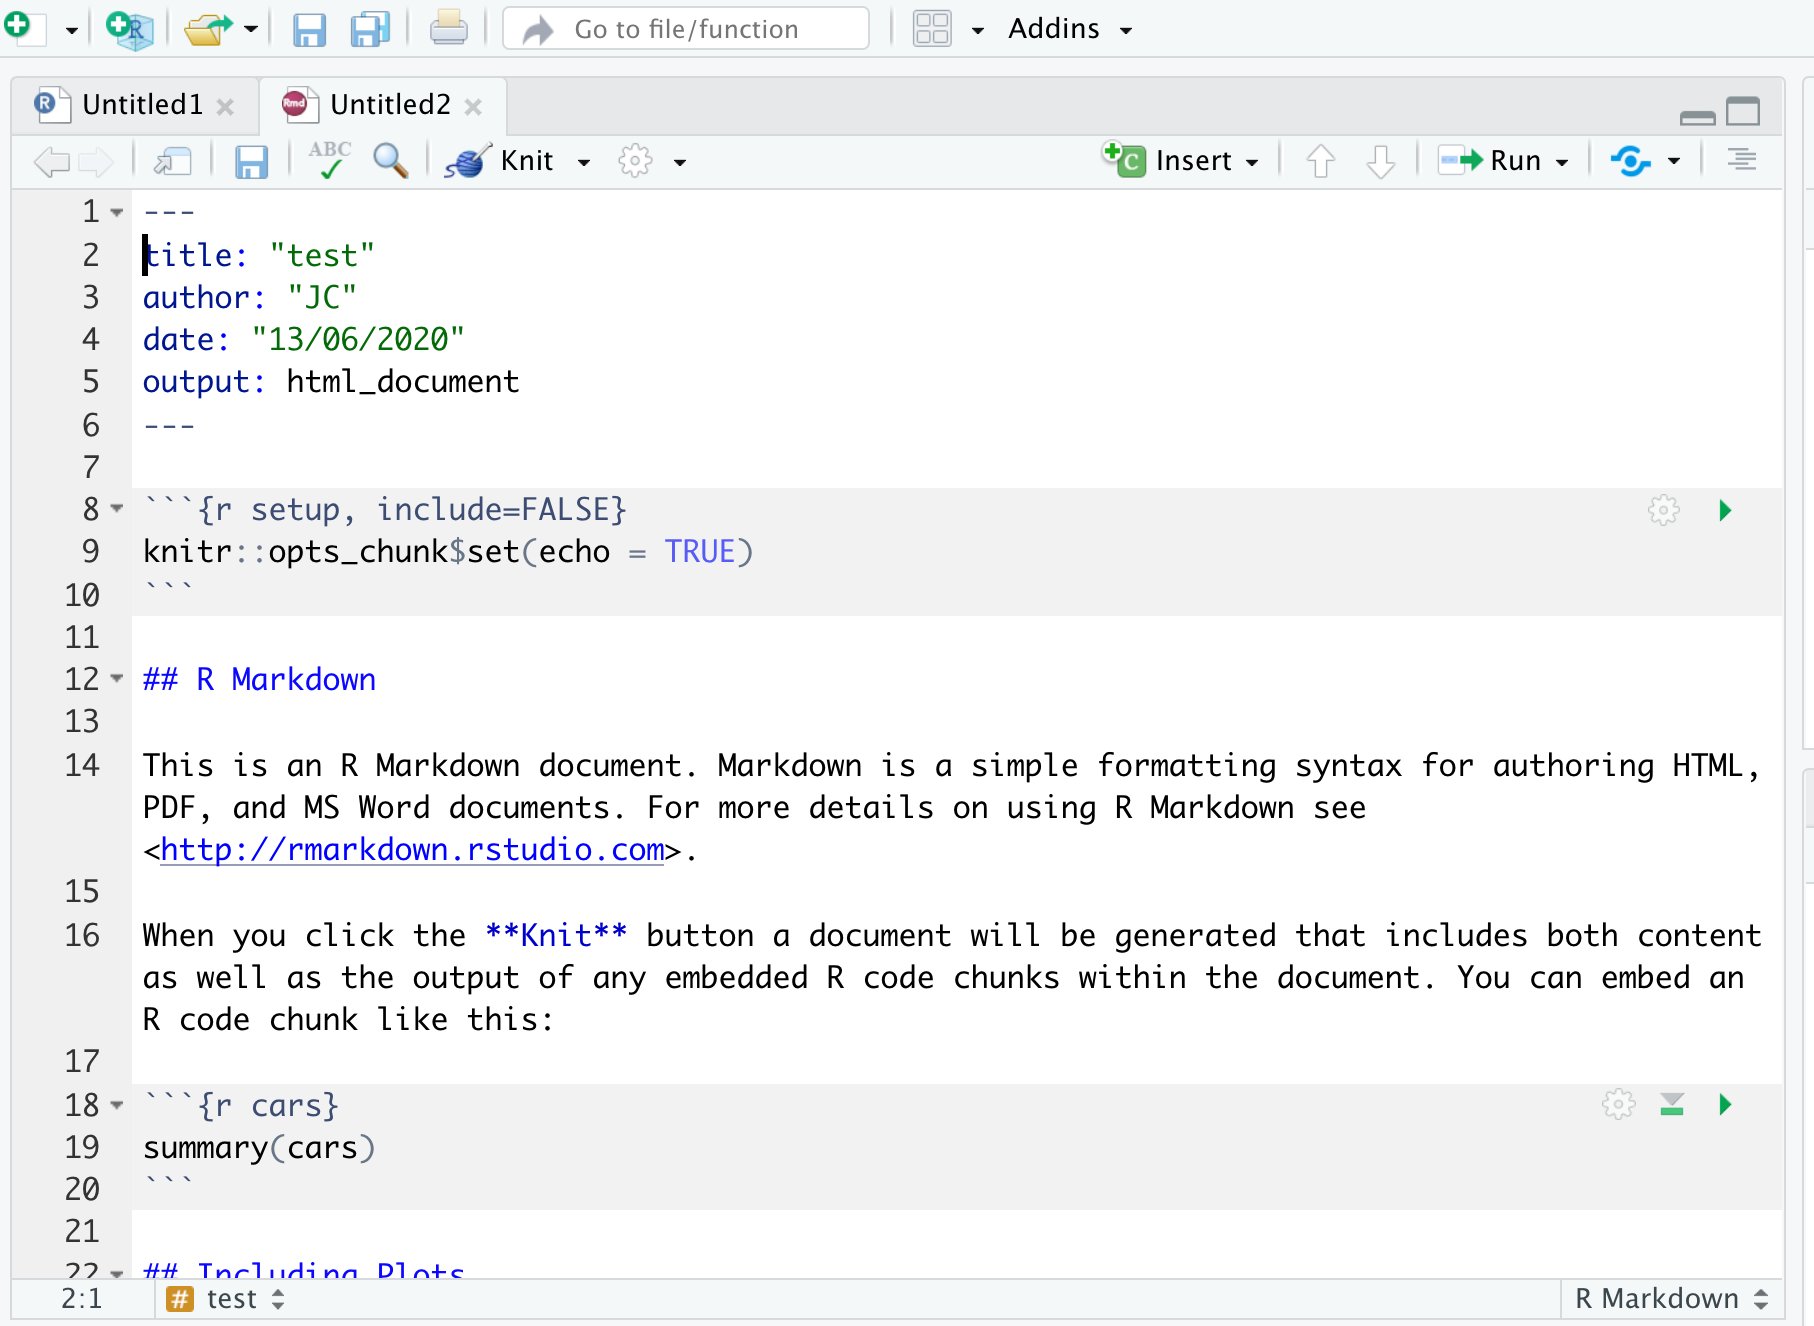 Go to file/function Addins
Untitled1 Untitled2
ABC Knit Insert Run
1 ---
2 title: "test"
3 author: "JC"
4 date: "13/06/2020"
5 output: html_document
6 ---
7
8 ```{r setup, include=FALSE}
9 knitr::opts_chunk$set(echo = TRUE)
10 ```
11
12 ## R Markdown
13
14 This is an R Markdown document. Markdown is a simple formatting syntax for authoring HTML,
PDF, and MS Word documents. For more details on using R Markdown see
<http://rmarkdown.rstudio.com>.
15
16 When you click the **Knit** button a document will be generated that includes both content
as well as the output of any embedded R code chunks within the document. You can embed an
R code chunk like this:
17
18 ```{r cars}
19 summary(cars)
20 ```
21
22 ## Including Plots
2:1 # test R Markdown